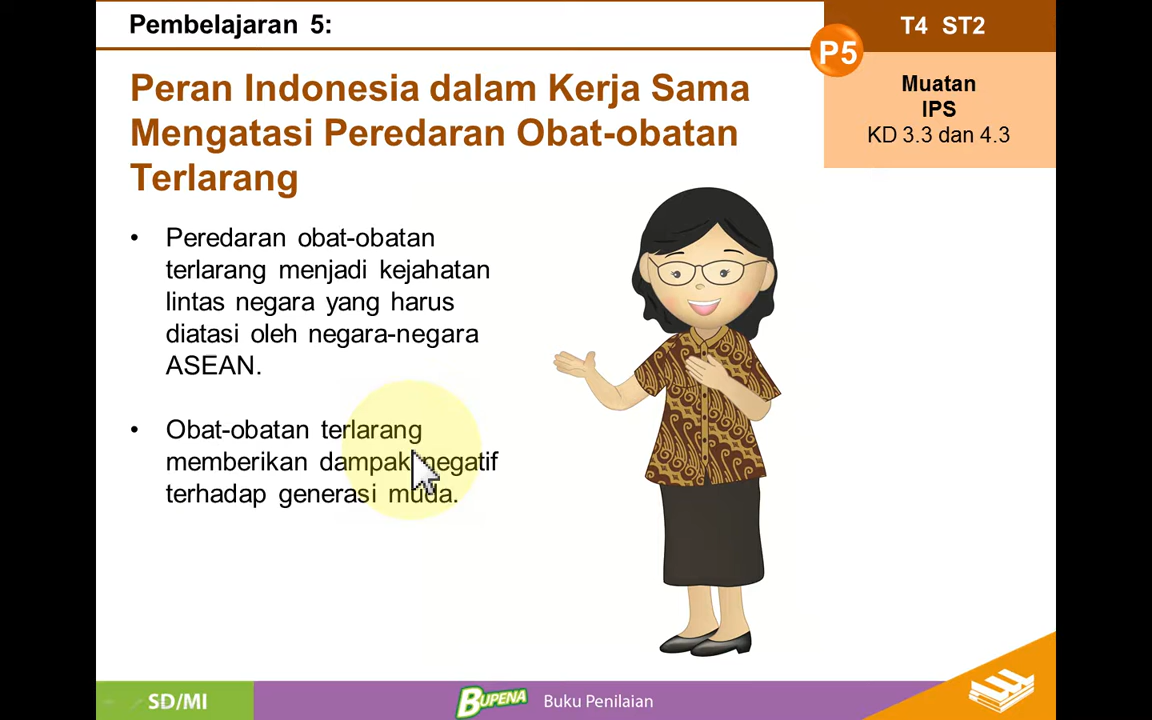 Pembelajaran 5:
T4 ST2
P5
Muatan
IPS
KD 3.3 dan 4.3
Peran Indonesia dalam Kerja Sama
Mengatasi Peredaran Obat-obatan
Terlarang
• Peredaran obat-obatan
terlarang menjadi kejahatan
lintas negara yang harus
diatasi oleh negara-negara
ASEAN.
• Obat-obatan terlarang
memberikan dampak negatif
terhadap generasi muda.
SD/MI
BUPENA
Buku Penilaian